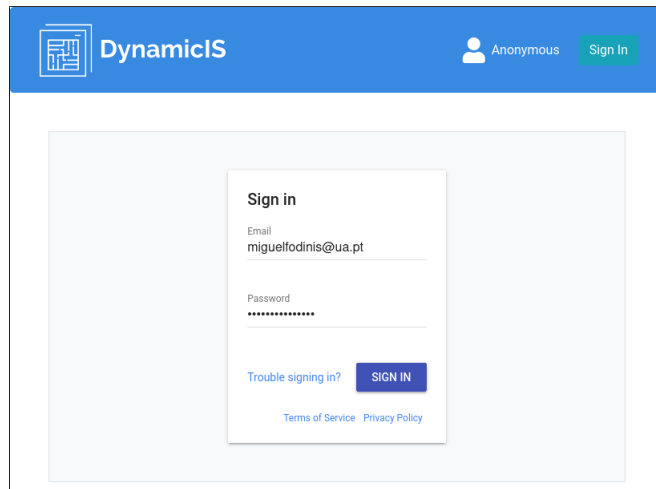 DynamicIS
Anonymous
Sign In
Sign in
Email
miguelfodinis@ua.pt
Password
•••••••••••••••
Trouble signing in?
SIGN IN
Terms of Service Privacy Policy